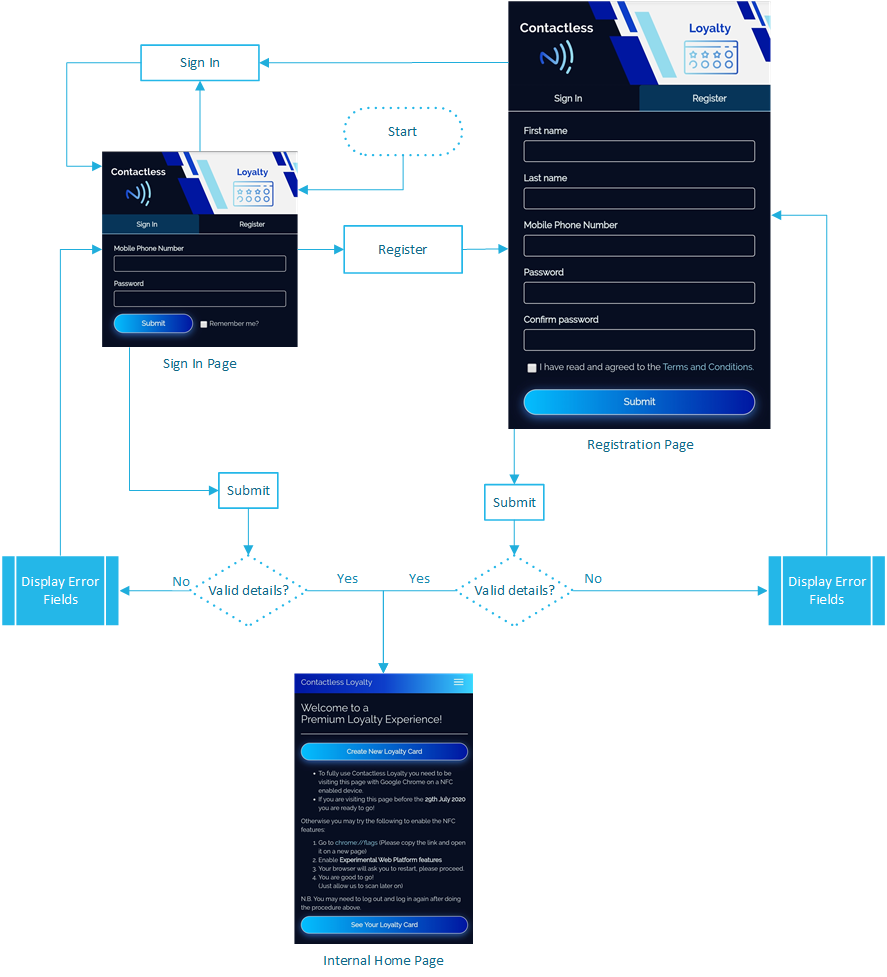 Sign In
Start
Contactless
Loyalty
Sign In
Register
Mobile Phone Number
Password
Submit
Remember me?
Sign In Page
Register
Contactless
Loyalty
Sign In
Register
First name
Last name
Mobile Phone Number
Password
Confirm password
I have read and agreed to the Terms and Conditions.
Submit
Registration Page
Submit
Submit
Display Error
Fields
No
Valid details?
Yes
Yes
Valid details?
No
Display Error
Fields
Contactless Loyalty
Welcome to a
Premium Loyalty Experience!
Create New Loyalty Card
• To fully use Contactless Loyalty you need to be
visiting this page with Google Chrome on a NFC
enabled device.
• If you are visiting this page before the 29th July 2020
you are ready to go!
Otherwise you may try the following to enable the NFC
features:
1. Go to chrome://flags (Please copy the link and open
it on a new page)
2. Enable Experimental Web Platform features
3. Your browser will ask you to restart, please proceed.
4. You are good to go!
(Just allow us to scan later on)
N.B. You may need to log out and log in again after doing
the procedure above.
See Your Loyalty Card
Internal Home Page